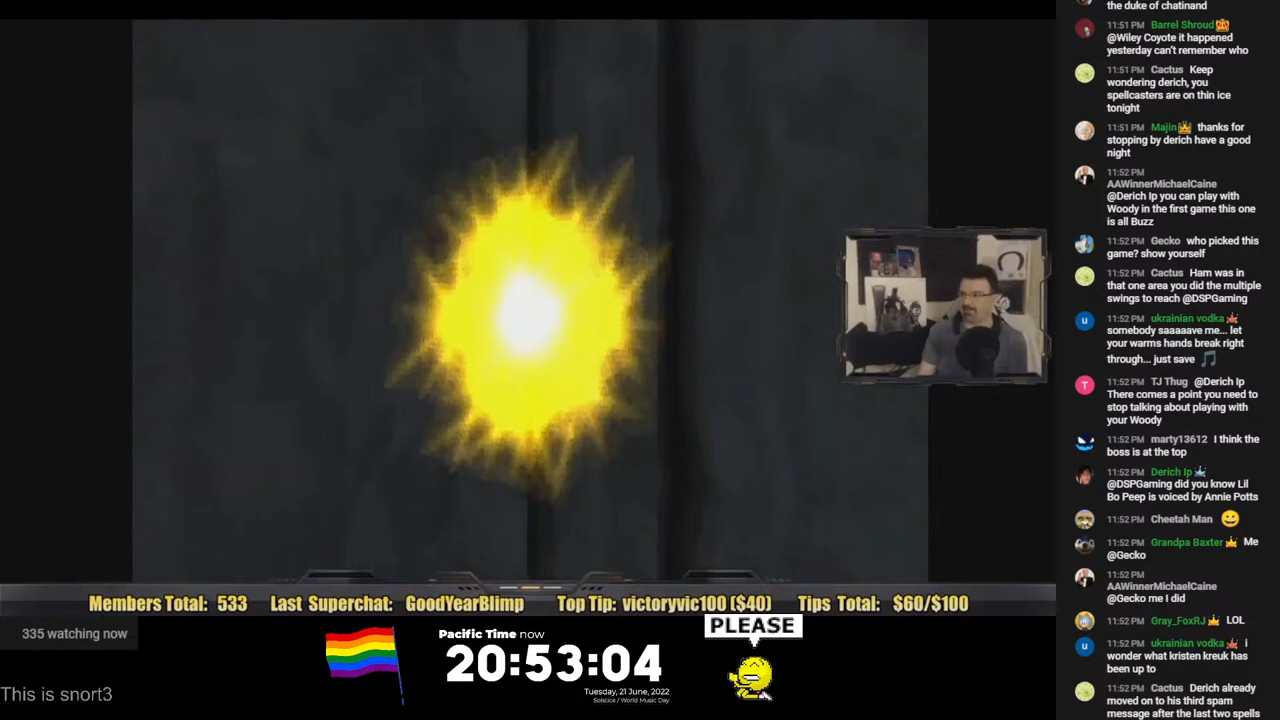 the duke of chatinand
11:51 PM Barrel Shroud
@Wiley Coyote it happened
yesterday can't remember who
11:51 PM Cactus Keep
wondering derich, you
spellcasters are on thin ice
tonight
11:51 PM Majin thanks for
stopping by derich have a good
night
11:52 PM
AAWinnerMichaelCaine
@Derich Ip you can play with
Woody in the first game this one
is all Buzz
11:52 PM Gecko who picked this
game? show yourself
11:52 PM Cactus Ham was in
that one area you did the multiple
swings to reach @DSPGaming
11:52 PM ukrainian vodka
somebody saaaaave me... let
your warms hands break right
through... just save
11:52 PM TJ Thug @Derich Ip
There comes a point you need to
stop talking about playing with
your Woody
11:52 PM marty13612 I think the
boss is at the top
11:52 PM Derich Ip
@DSPGaming did you know Lil
Bo Peep is voiced by Annie Potts
11:52 PM Cheetah Man
11:52 PM Grandpa Baxter Me
@Gecko
11:52 PM
AAWinnerMichaelCaine
@Gecko me I did
11:52 PM Gray_FoxRJ LOL
11:52 PM ukrainian vodka i
wonder what kristen kreuk has
been up to
11:52 PM Cactus Derich already
moved on to his third spam
message after the last two spells
Members Total: 533 Last Superchat: GoodYearBlimp Top Tip: victoryvic100 ($40) Tips Total: $60/$100
335 watching now
Pacific Time now
20:53:04
Tuesday, 21 June, 2022
Solstice / World Music Day
PLEASE
This is snort3